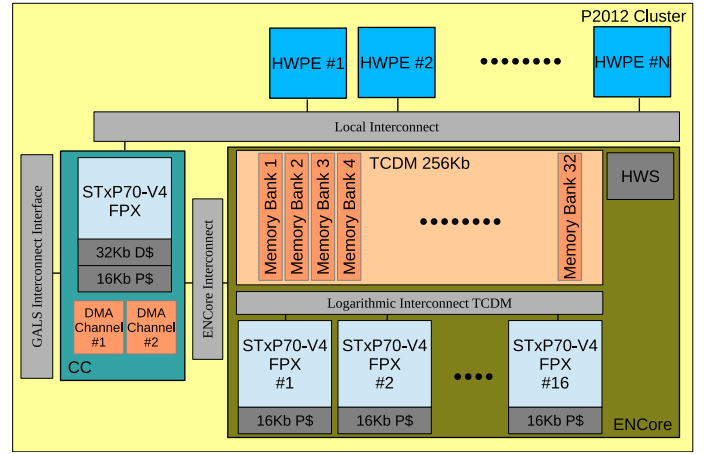 P2012 Cluster
HWPE #1
HWPE #2
HWPE #N
Local Interconnect
GALS Interconnect Interface
STxP70-V4
FPX
32Kb D$
16Kb P$
DMA
Channel
#1
DMA
Channel
#2
CC
ENCore Interconnect
TCDM 256Kb
Memory Bank 1
Memory Bank 2
Memory Bank 3
Memory Bank 4
Memory Bank 32
HWS
Logarithmic Interconnect TCDM
STxP70-V4
FPX
#1
16Kb P$
STxP70-V4
FPX
#2
16Kb P$
STxP70-V4
FPX
#16
16Kb P$
ENCore